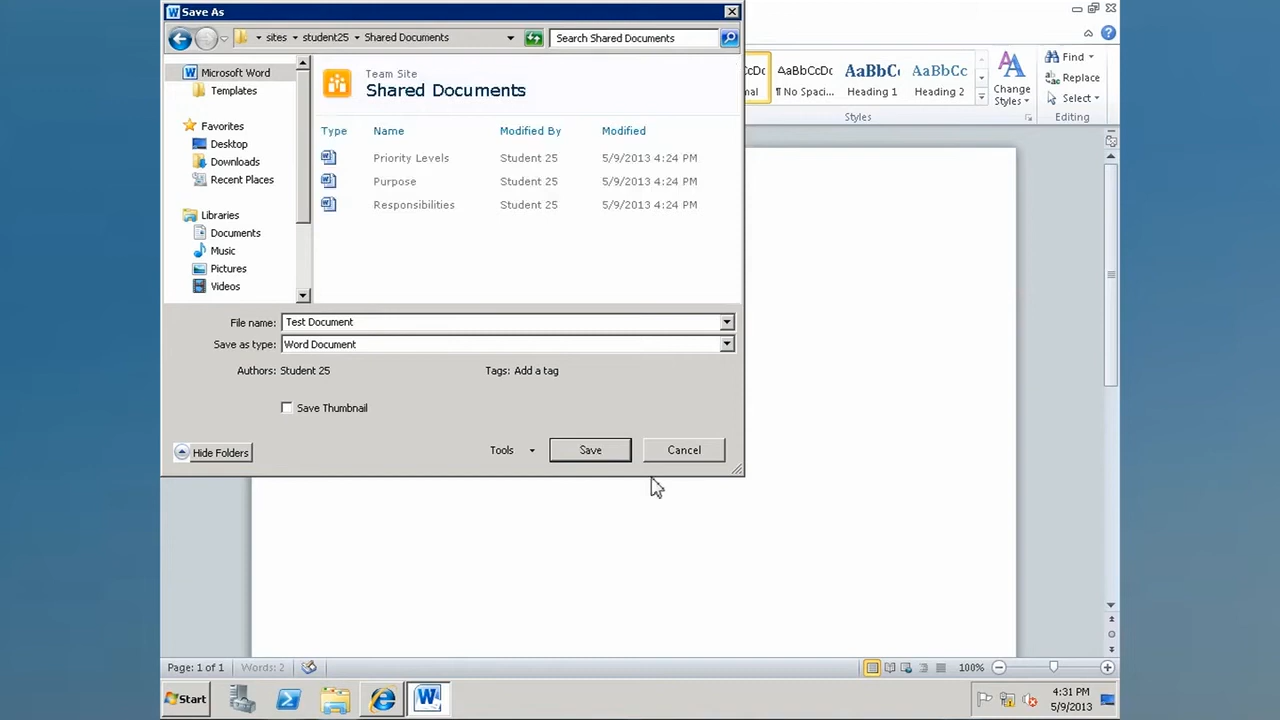 Save As
sites student25 Shared Documents Search Shared Documents
Microsoft Word
Templates
Favorites
Desktop
Downloads
Recent Places
Libraries
Documents
Music
Pictures
Videos
Team Site
Shared Documents
Type Name Modified By Modified
Priority Levels Student 25 5/9/2013 4:24 PM
Purpose Student 25 5/9/2013 4:24 PM
Responsibilities Student 25 5/9/2013 4:24 PM
File name: Test Document
Save as type: Word Document
Authors: Student 25 Tags: Add a tag
Save Thumbnail
Hide Folders Tools Save Cancel
AaBbCcDc AaBbC AaBbCc
¶ No Spaci... Heading 1 Heading 2
Change
Styles
Styles
Find
Replace
Select
Editing
Page: 1 of 1 Words: 2 100%
Start 4:31 PM
5/9/2013